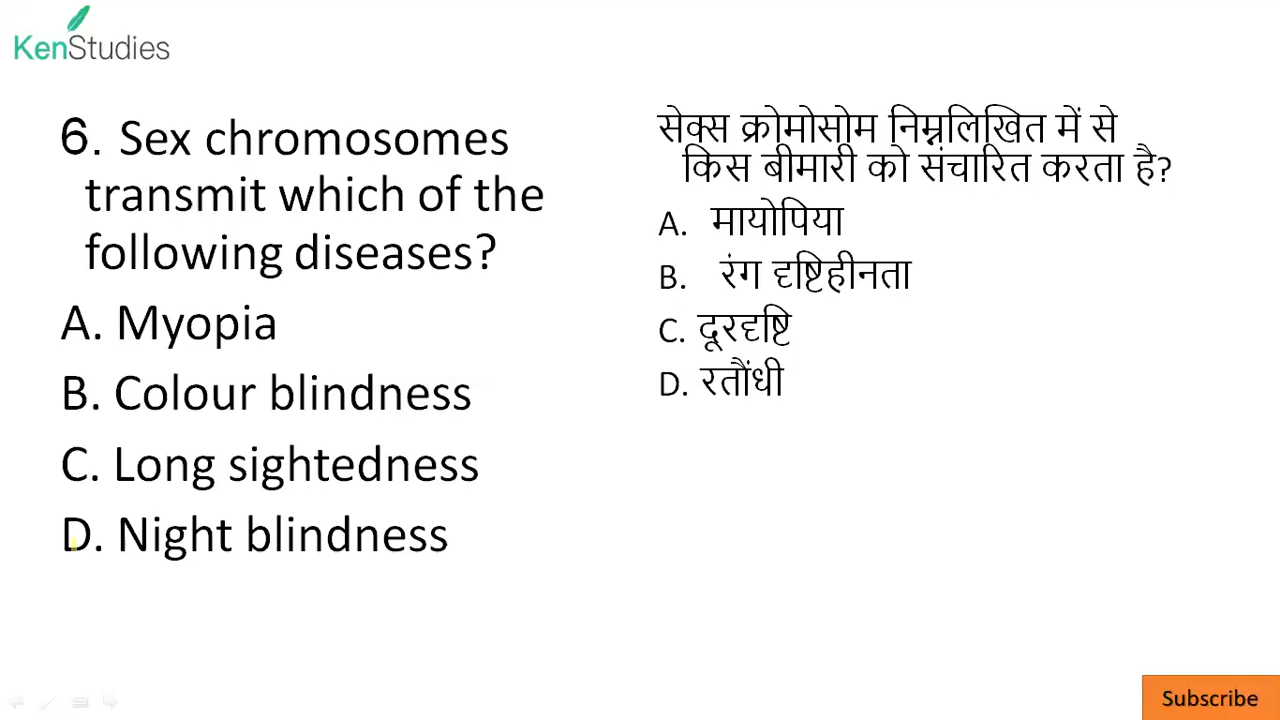 KenStudies
6. Sex chromosomes
transmit which of the
following diseases?
A. Myopia
B. Colour blindness
C. Long sightedness
D. Night blindness
सेक्स क्रोमोसोम निम्नलिखित में से
किस बीमारी को संचारित करता है?
A. मायोपिया
B. रंग दृष्टिहीनता
C. दूरदृष्टि
D. रतौंधी
Subscribe